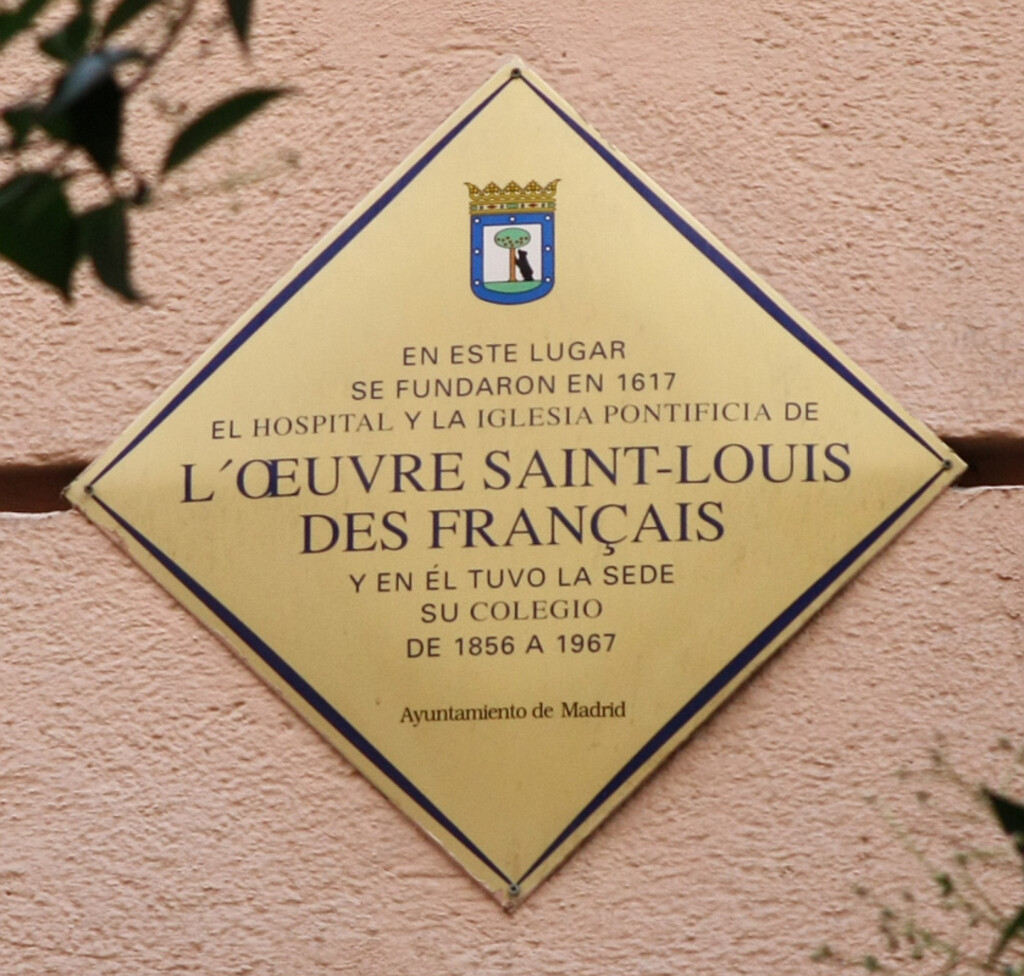 EN ESTE LUGAR
SE FUNDARON EN 1617
EL HOSPITAL Y LA IGLESIA PONTIFICIA DE
L´ŒUVRE SAINT-LOUIS
DES FRANÇAIS
Y EN ÉL TUVO LA SEDE
SU COLEGIO
DE 1856 A 1967
Ayuntamiento de Madrid